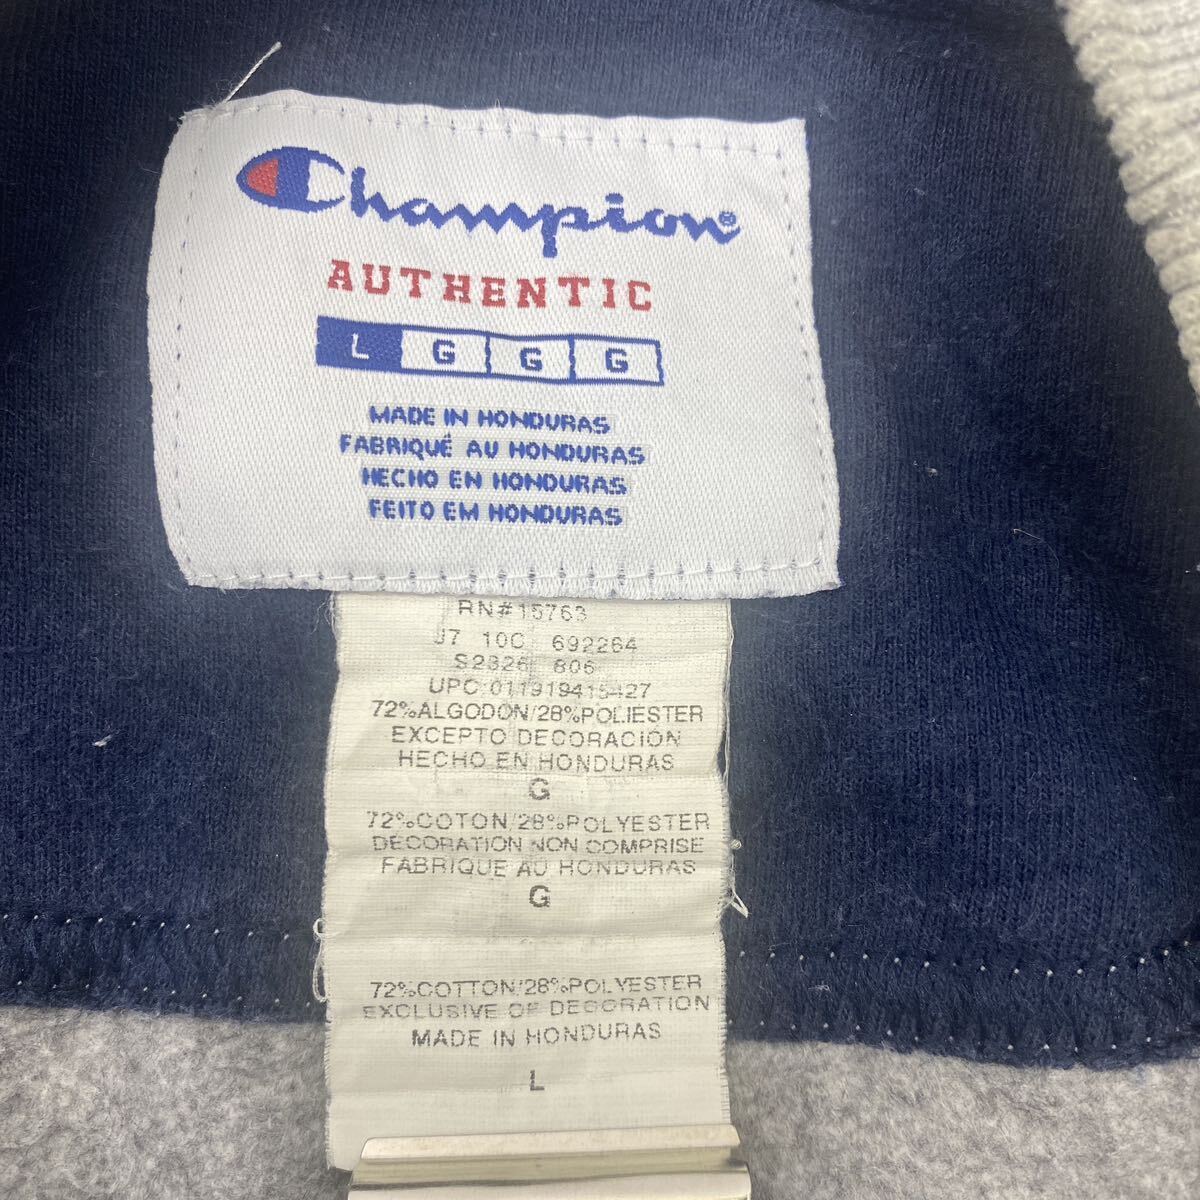 Champion®
AUTHENTIC
L G G G
MADE IN HONDURAS
FABRIQUÉ AU HONDURAS
HECHO EN HONDURAS
FEITO EM HONDURAS
RN#15763
J7 10C 692264
S2326 806
UPC:011919415427
72%ALGODON/28%POLIESTER
EXCEPTO DECORACIÓN
HECHO EN HONDURAS
G
72%COTON/28%POLYESTER
DECORATION NON COMPRISE
FABRIQUE AU HONDURAS
G
72%COTTON/28%POLYESTER
EXCLUSIVE OF DECORATION
MADE IN HONDURAS
L